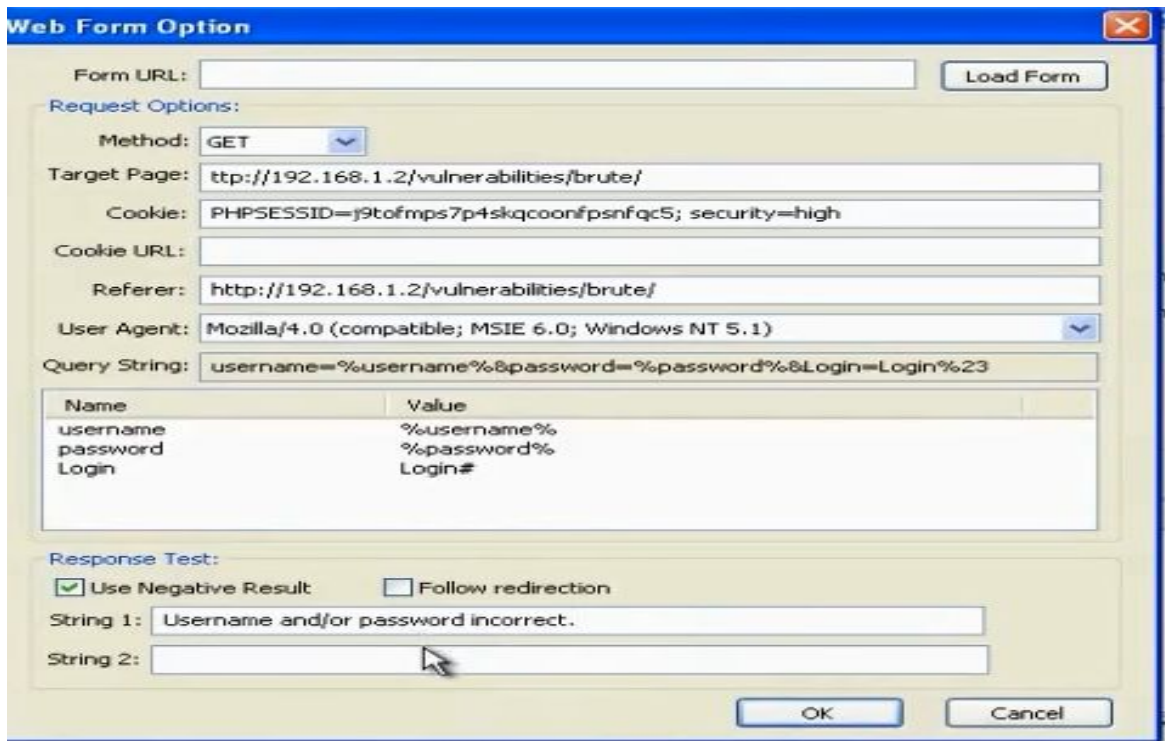 Web Form Option
Form URL:
Load Form
Request Options:
Method: GET
Target Page: ttp://192.168.1.2/vulnerabilities/brute/
Cookie: PHPSESSID=j9tofmps7p4skqcoonfpsnfqc5; security=high
Cookie URL:
Referer: http://192.168.1.2/vulnerabilities/brute/
User Agent: Mozilla/4.0 (compatible; MSIE 6.0; Windows NT 5.1)
Query String: username=%username%&password=%password%&Login=Login%23
Name Value
username %username%
password %password%
Login Login#
Response Test:
Use Negative Result Follow redirection
String 1: Username and/or password incorrect.
String 2:
OK Cancel